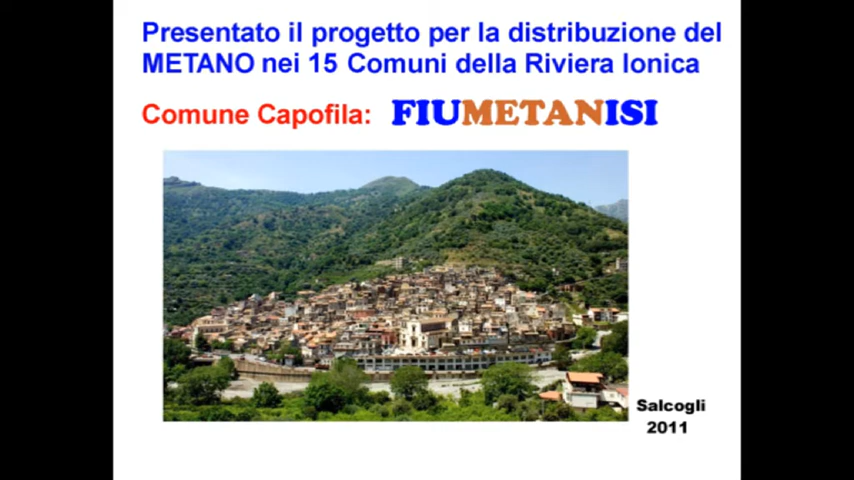 Presentato il progetto per la distribuzione del
METANO nei 15 Comuni della Riviera Ionica
Comune Capofila: FIUMETANISI
Salcogli
2011